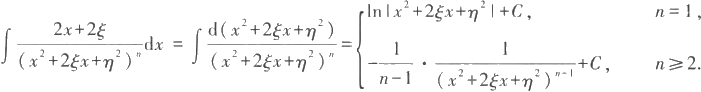 ∫ (2x+2ξ)/(x²+2ξx+η²)ⁿ dx = ∫ d(x²+2ξx+η²)/(x²+2ξx+η²)ⁿ = { ln|x²+2ξx+η²|+C, n=1,
-1/(n-1) · 1/(x²+2ξx+η²)ⁿ⁻¹ +C, n≥2.